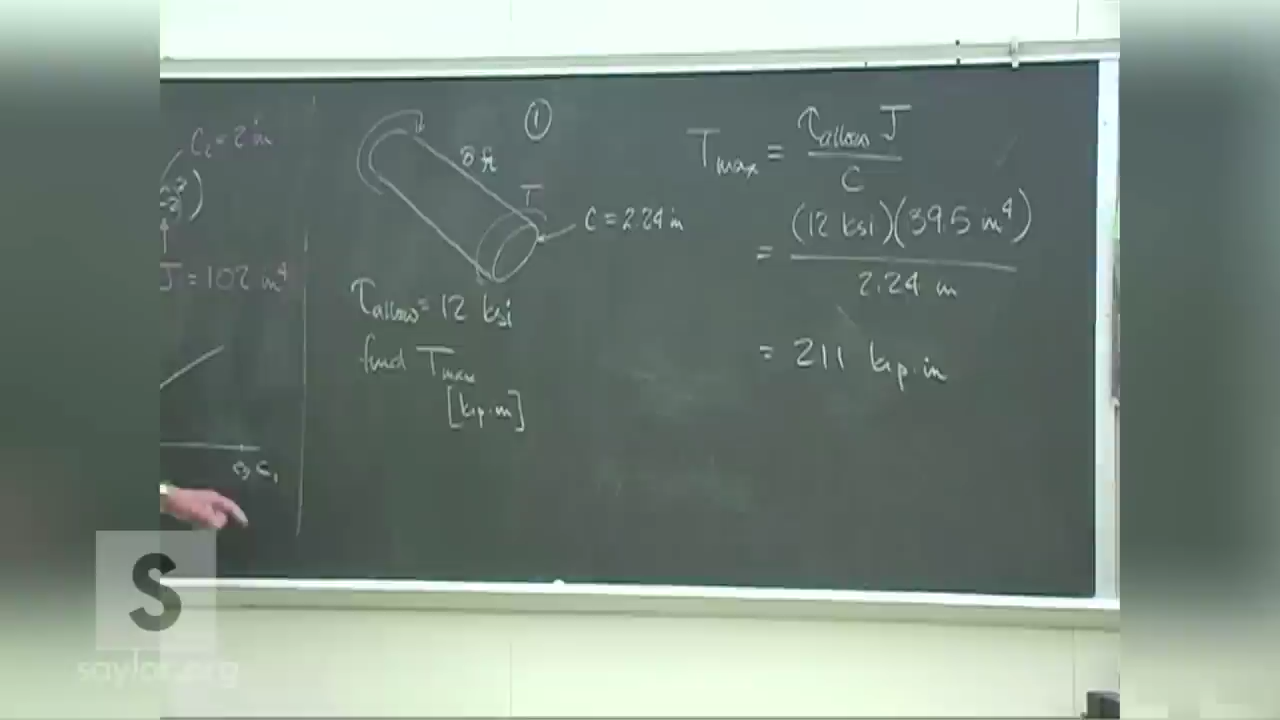 C₂ = 2 in
J = 102 in⁴
c, c₁
①
8 ft
T
C = 2.24 in
τallow = 12 ksi
find Tmax
[kip·in]
Tmax = τallow J / C
= (12 ksi)(39.5 in⁴) / 2.24 in
= 211 kip·in
S
saylor.org